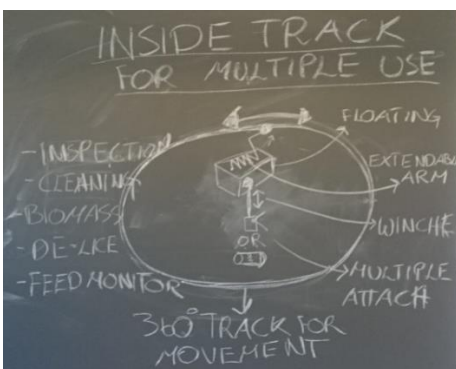 INSIDE TRACK
FOR MULTIPLE USE
- INSPECTION
- CLEANING
- BIOMASS
- DE-LICE
- FEED MONITOR
FLOATING
EXTENDABLE
ARM
WINCHE
MULTIPLE
ATTACH
OR
360° TRACK FOR
MOVEMENT